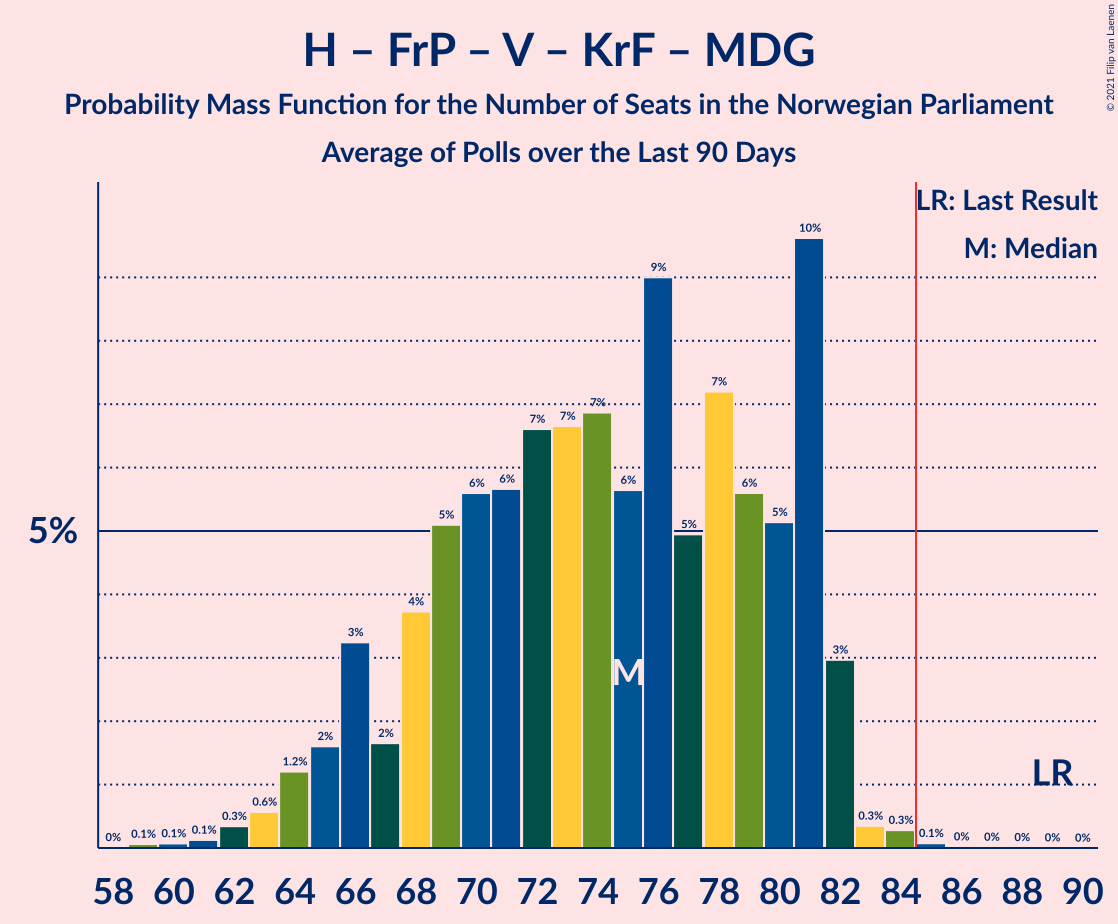 H – FrP – V – KrF – MDG
Probability Mass Function for the Number of Seats in the Norwegian Parliament
Average of Polls over the Last 90 Days
© 2021 Filip van Laenen
LR: Last Result
M: Median
5%
0% 0.1% 0.1% 0.1% 0.3% 0.6% 1.2% 2% 3% 2% 4% 5% 6% 6% 7% 7% 7% 6% 9% 5% 7% 6% 5% 10% 3% 0.3% 0.3% 0.1% 0% 0% 0% 0% 0%
M
LR
58 60 62 64 66 68 70 72 74 76 78 80 82 84 86 88 90